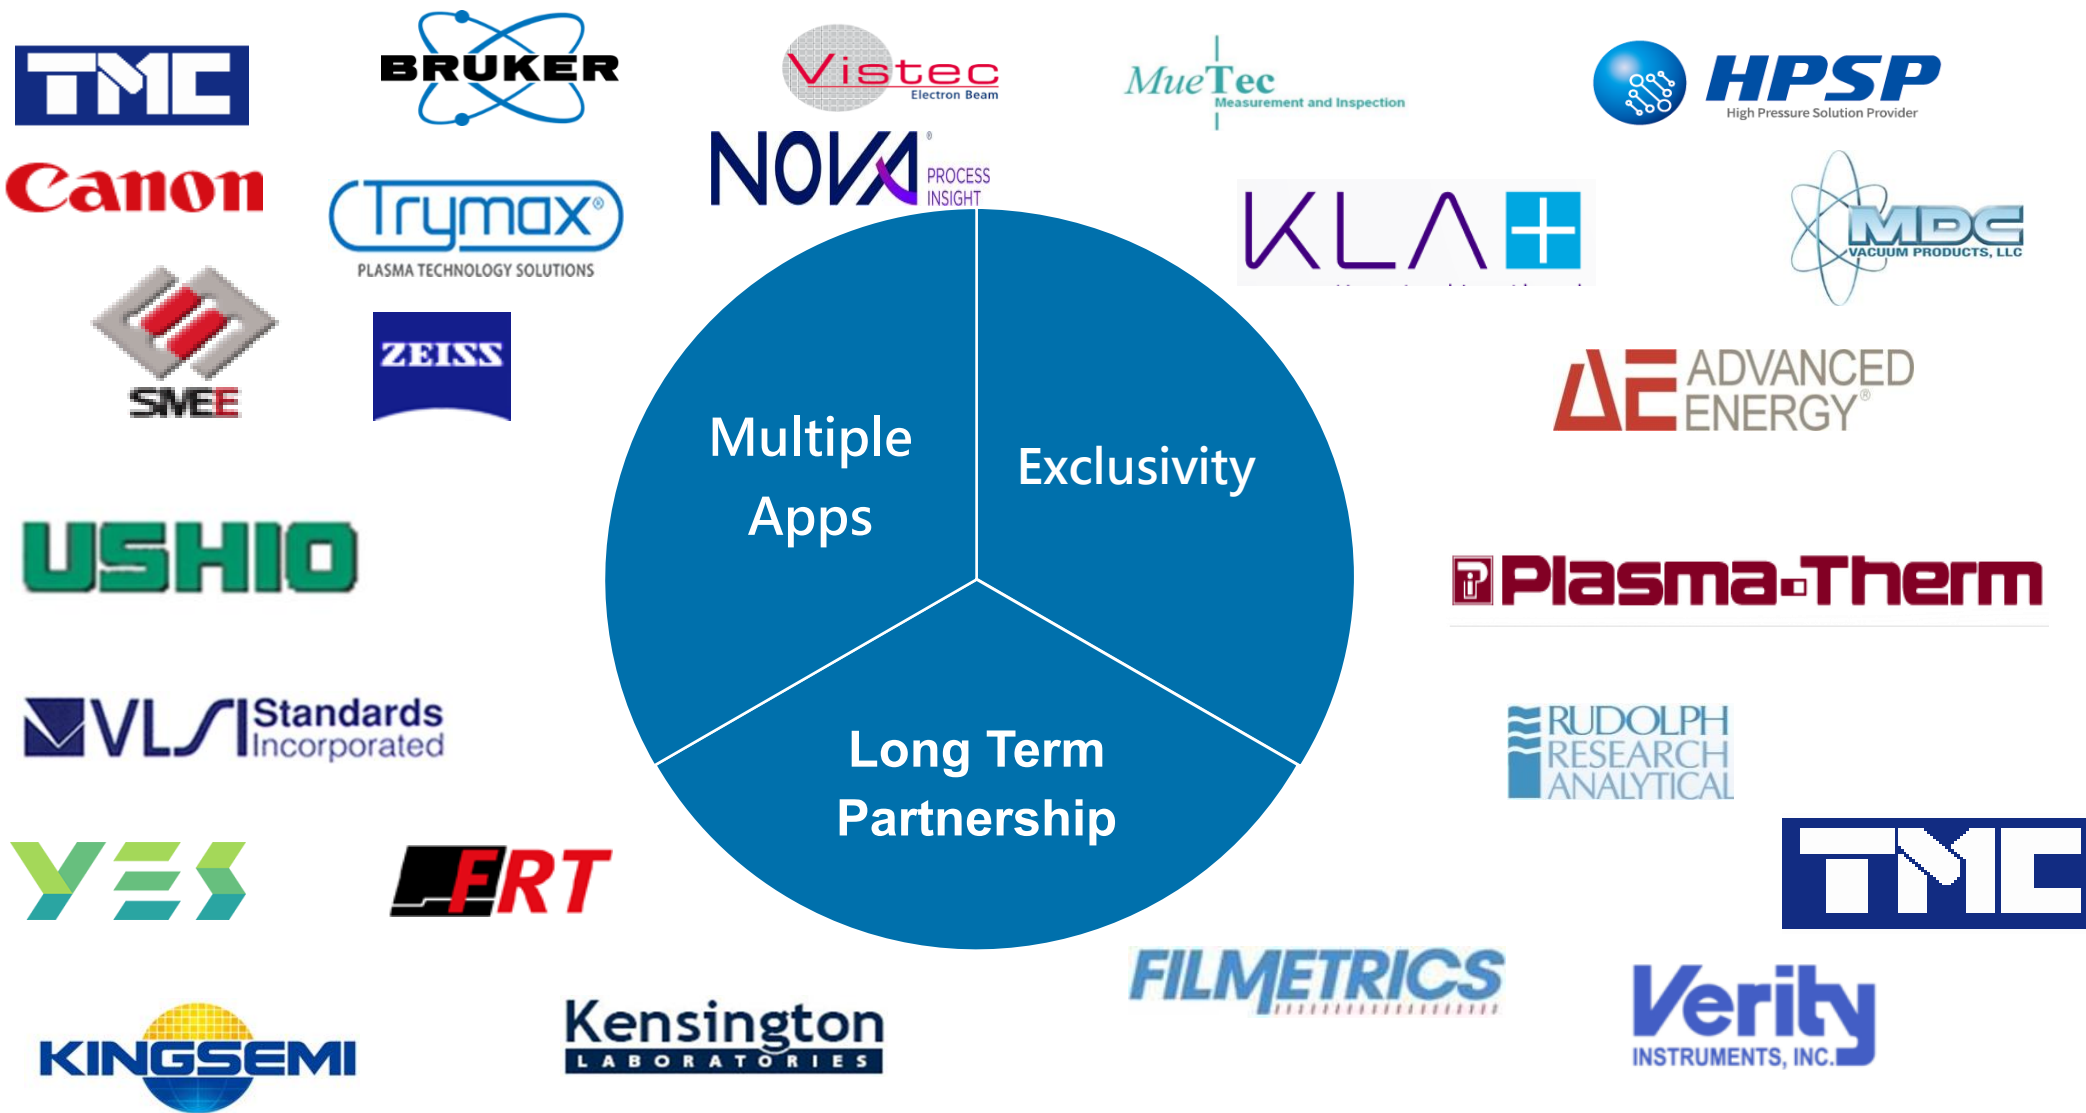 TMC
BRUKER
Vistec
Electron Beam
MueTec
Measurement and Inspection
HPSP
High Pressure Solution Provider
Canon
Trymax®
PLASMA TECHNOLOGY SOLUTIONS
NOVA®
PROCESS
INSIGHT
KLA+
MDC
VACUUM PRODUCTS, LLC
SMEE
ZEISS
ADVANCED
ENERGY®
AE
Multiple
Apps
Exclusivity
USHIO
Plasma-Therm
VLSI
Standards
Incorporated
Long Term
Partnership
RUDOLPH
RESEARCH
ANALYTICAL
YES
FRT
TMC
FILMETRICS
Verity
INSTRUMENTS, INC.
KINGSEMI
Kensington
LABORATORIES